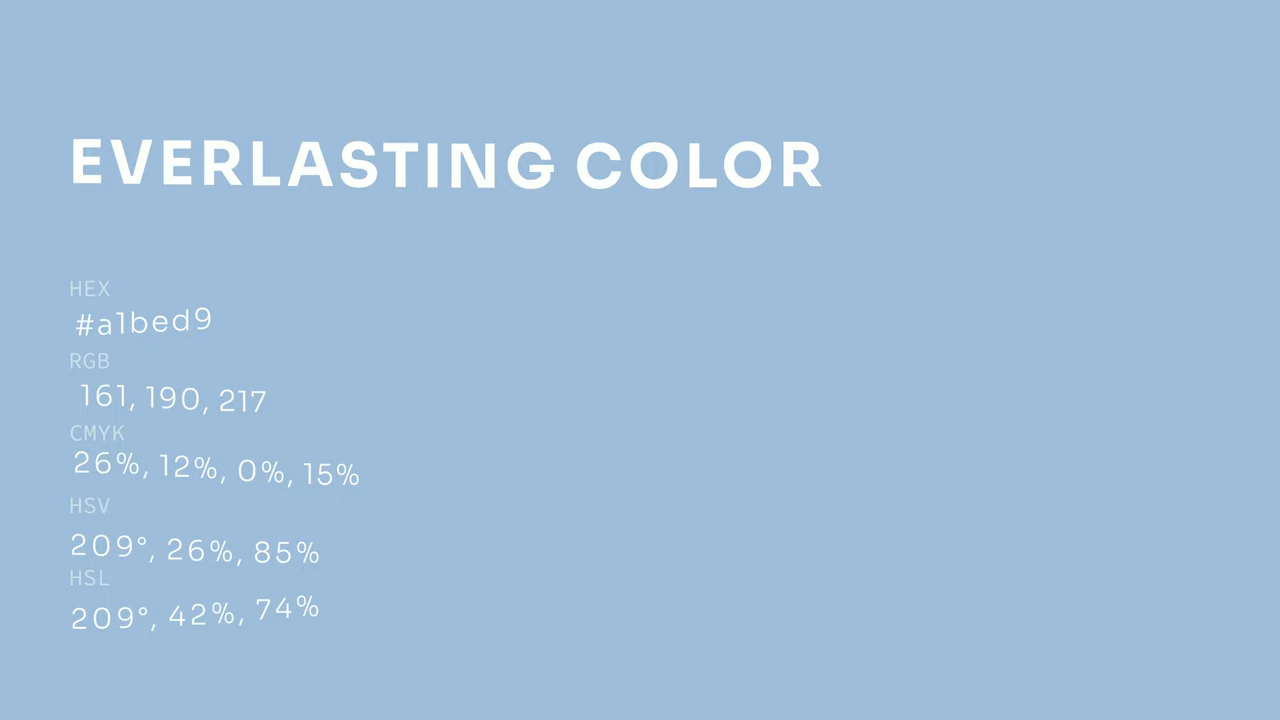 EVERLASTING COLOR
HEX
#a1bed9
RGB
161, 190, 217
CMYK
26%, 12%, 0%, 15%
HSV
209°, 26%, 85%
HSL
209°, 42%, 74%